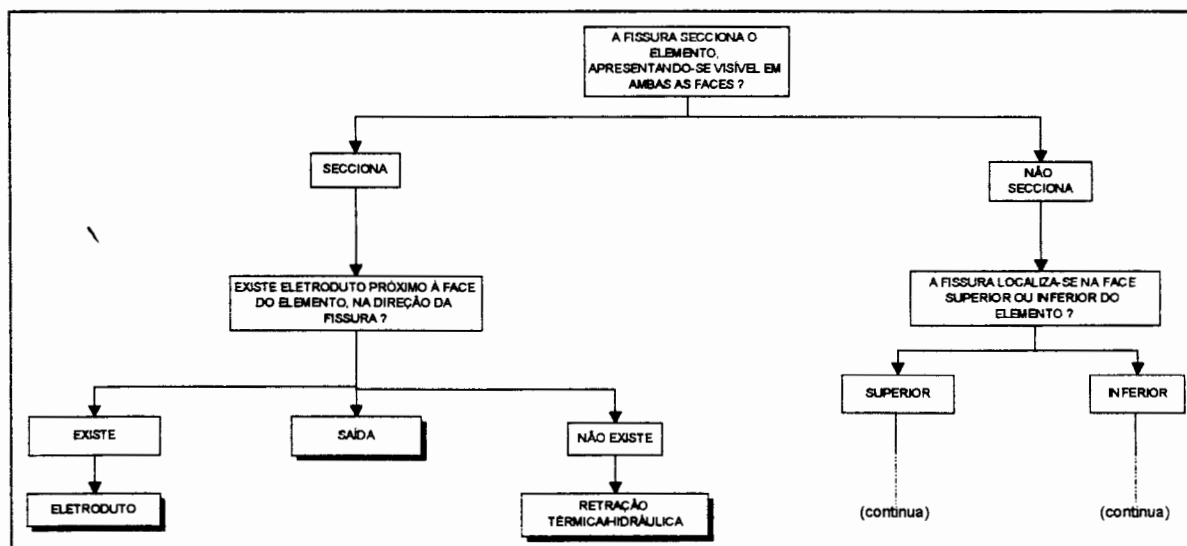 A FISSURA SECCIONA O
ELEMENTO,
APRESENTANDO-SE VISÍVEL EM
AMBAS AS FACES ?
SECCIONA
NÃO
SECCIONA
EXISTE ELETRODUTO PRÓXIMO À FACE
DO ELEMENTO, NA DIREÇÃO DA
FISSURA ?
A FISSURA LOCALIZA-SE NA FACE
SUPERIOR OU INFERIOR DO
ELEMENTO ?
SUPERIOR
INFERIOR
EXISTE
SAÍDA
NÃO EXISTE
ELETRODUTO
RETRAÇÃO
TÉRMICA/HIDRÁULICA
(continua)
(continua)